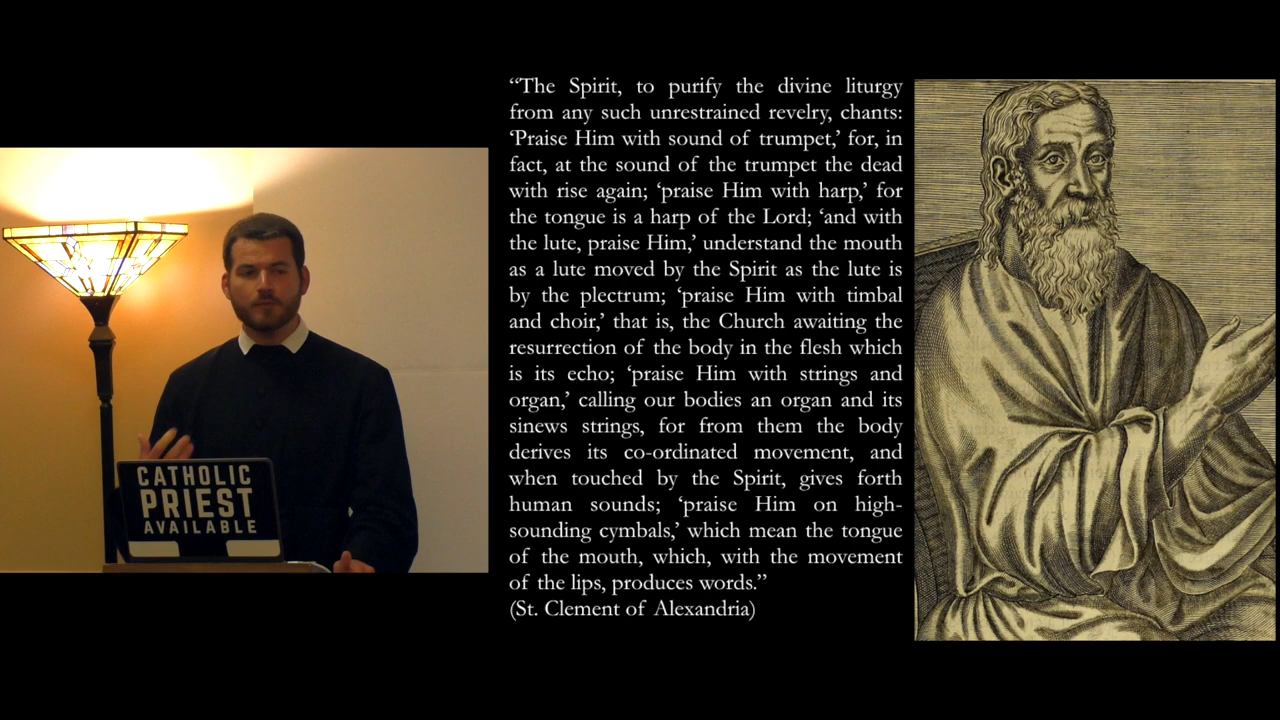 CATHOLIC
PRIEST
AVAILABLE
“The Spirit, to purify the divine liturgy
from any such unrestrained revelry, chants:
‘Praise Him with sound of trumpet,’ for, in
fact, at the sound of the trumpet the dead
with rise again; ‘praise Him with harp,’ for
the tongue is a harp of the Lord; ‘and with
the lute, praise Him,’ understand the mouth
as a lute moved by the Spirit as the lute is
by the plectrum; ‘praise Him with timbal
and choir,’ that is, the Church awaiting the
resurrection of the body in the flesh which
is its echo; ‘praise Him with strings and
organ,’ calling our bodies an organ and its
sinews strings, for from them the body
derives its co-ordinated movement, and
when touched by the Spirit, gives forth
human sounds; ‘praise Him on high-
sounding cymbals,’ which mean the tongue
of the mouth, which, with the movement
of the lips, produces words.”
(St. Clement of Alexandria)